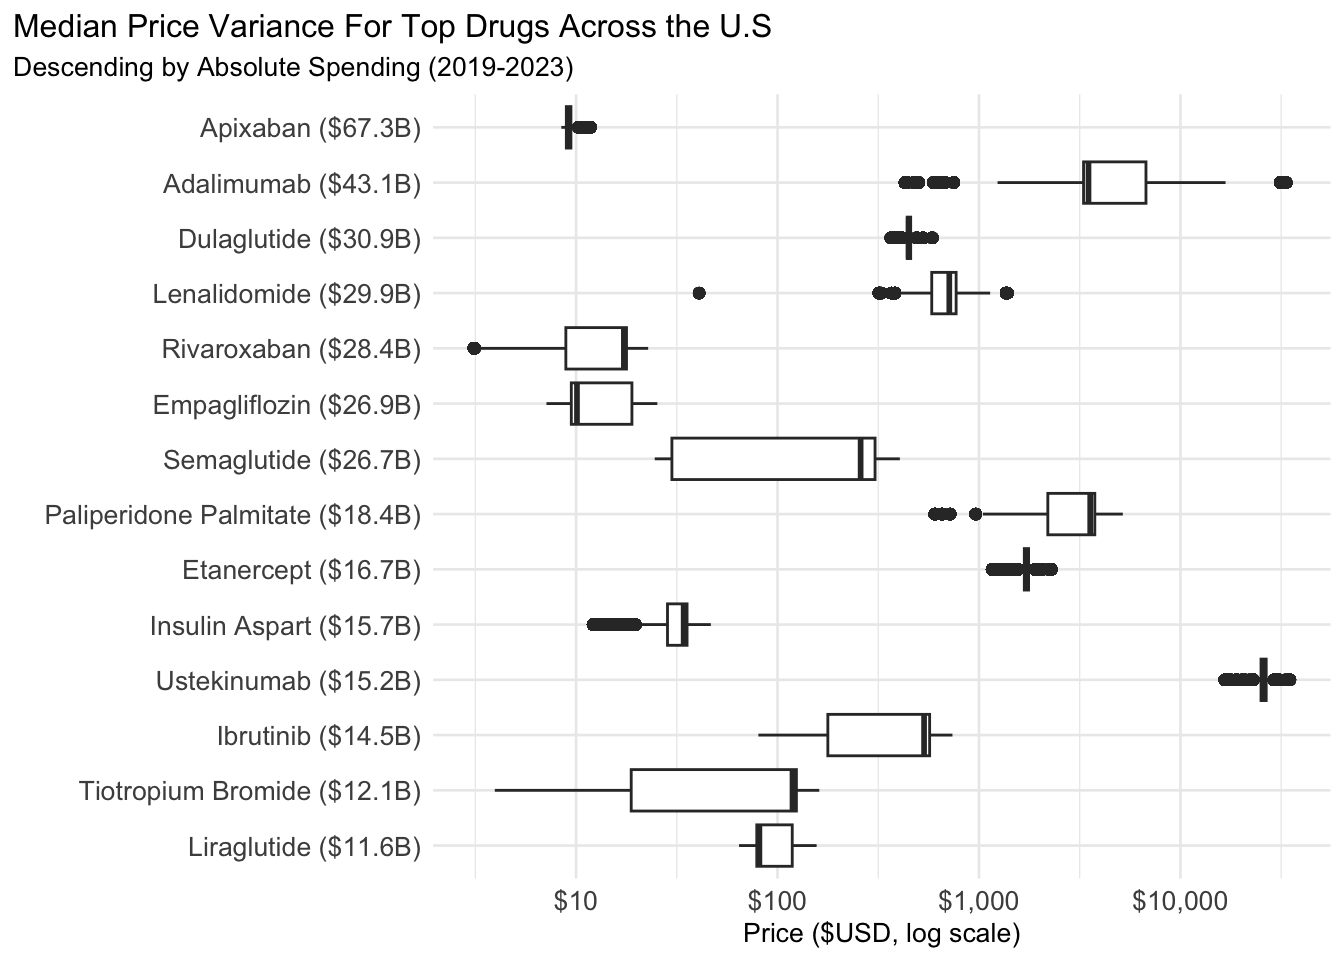 Median Price Variance For Top Drugs Across the U.S
Descending by Absolute Spending (2019-2023)
Apixaban ($67.3B)
Adalimumab ($43.1B)
Dulaglutide ($30.9B)
Lenalidomide ($29.9B)
Rivaroxaban ($28.4B)
Empagliflozin ($26.9B)
Semaglutide ($26.7B)
Paliperidone Palmitate ($18.4B)
Etanercept ($16.7B)
Insulin Aspart ($15.7B)
Ustekinumab ($15.2B)
Ibrutinib ($14.5B)
Tiotropium Bromide ($12.1B)
Liraglutide ($11.6B)
$10 $100 $1,000 $10,000
Price ($USD, log scale)